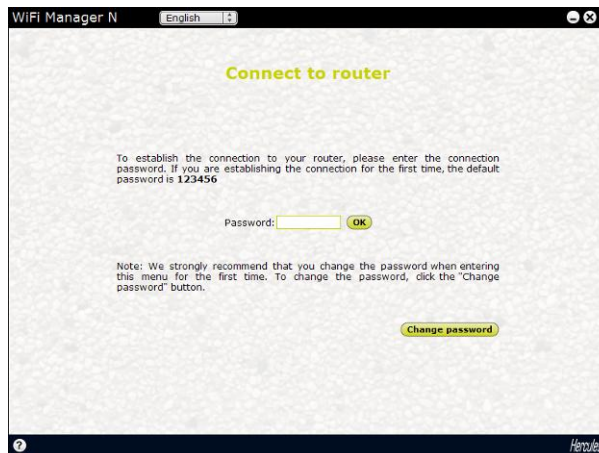 WiFi Manager N English
Connect to router
To establish the connection to your router, please enter the connection
password. If you are establishing the connection for the first time, the default
password is 123456
Password: OK
Note: We strongly recommend that you change the password when entering
this menu for the first time. To change the password, click the "Change
password" button.
Change password
?
Hercules